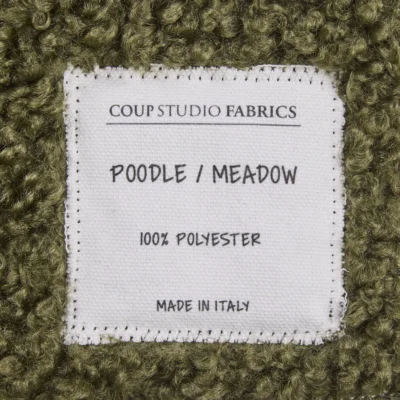 COUP STUDIO FABRICS
POODLE / MEADOW
100% POLYESTER
MADE IN ITALY